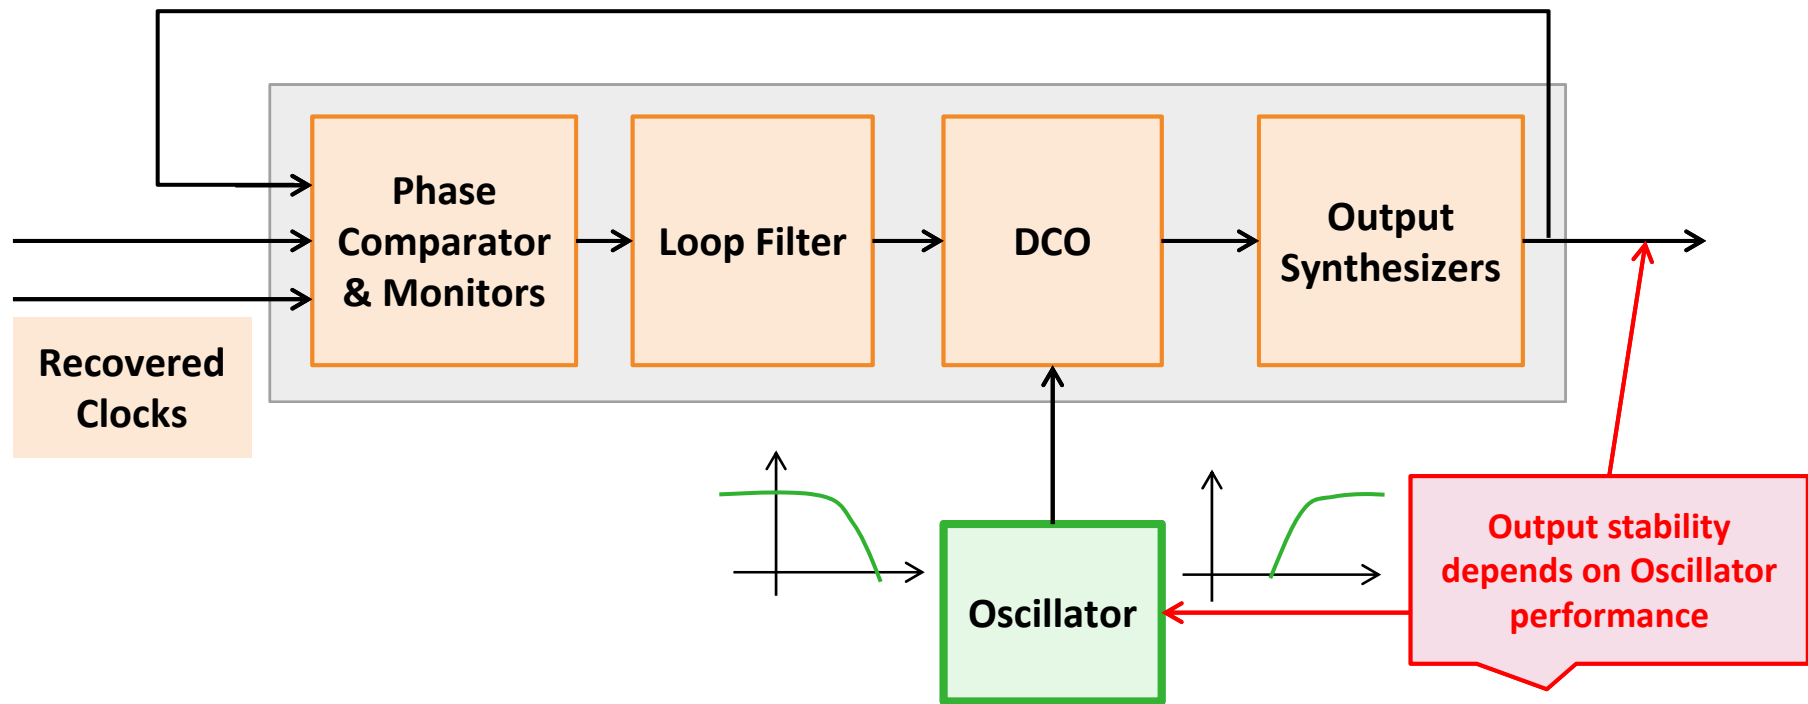 Phase
Comparator
& Monitors
Loop Filter
DCO
Output
Synthesizers
Recovered
Clocks
Oscillator
Output stability
depends on Oscillator
performance